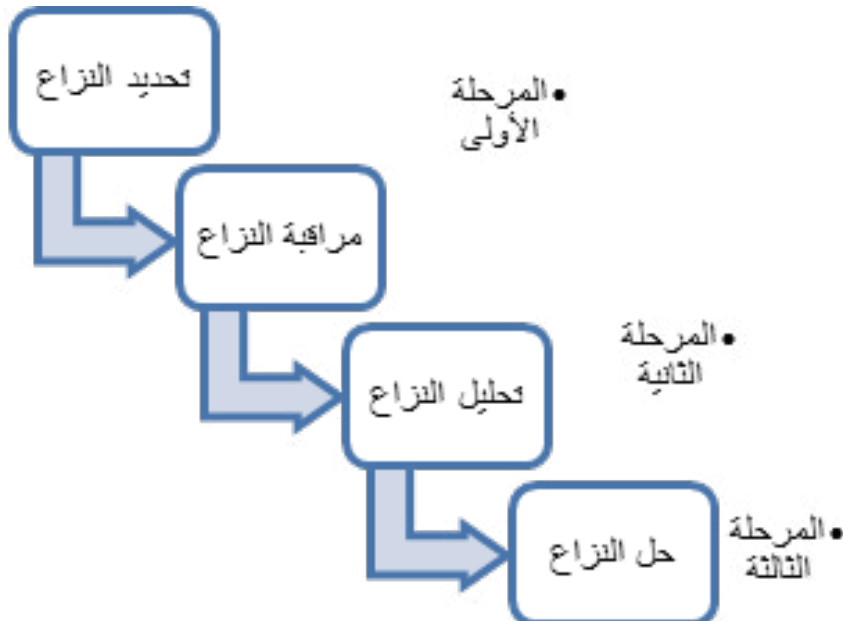 تحديد النزاع
• المرحلة
الأولى
مراقبة النزاع
• المرحلة
الثانية
تحليل النزاع
• المرحلة
الثالثة
حل النزاع